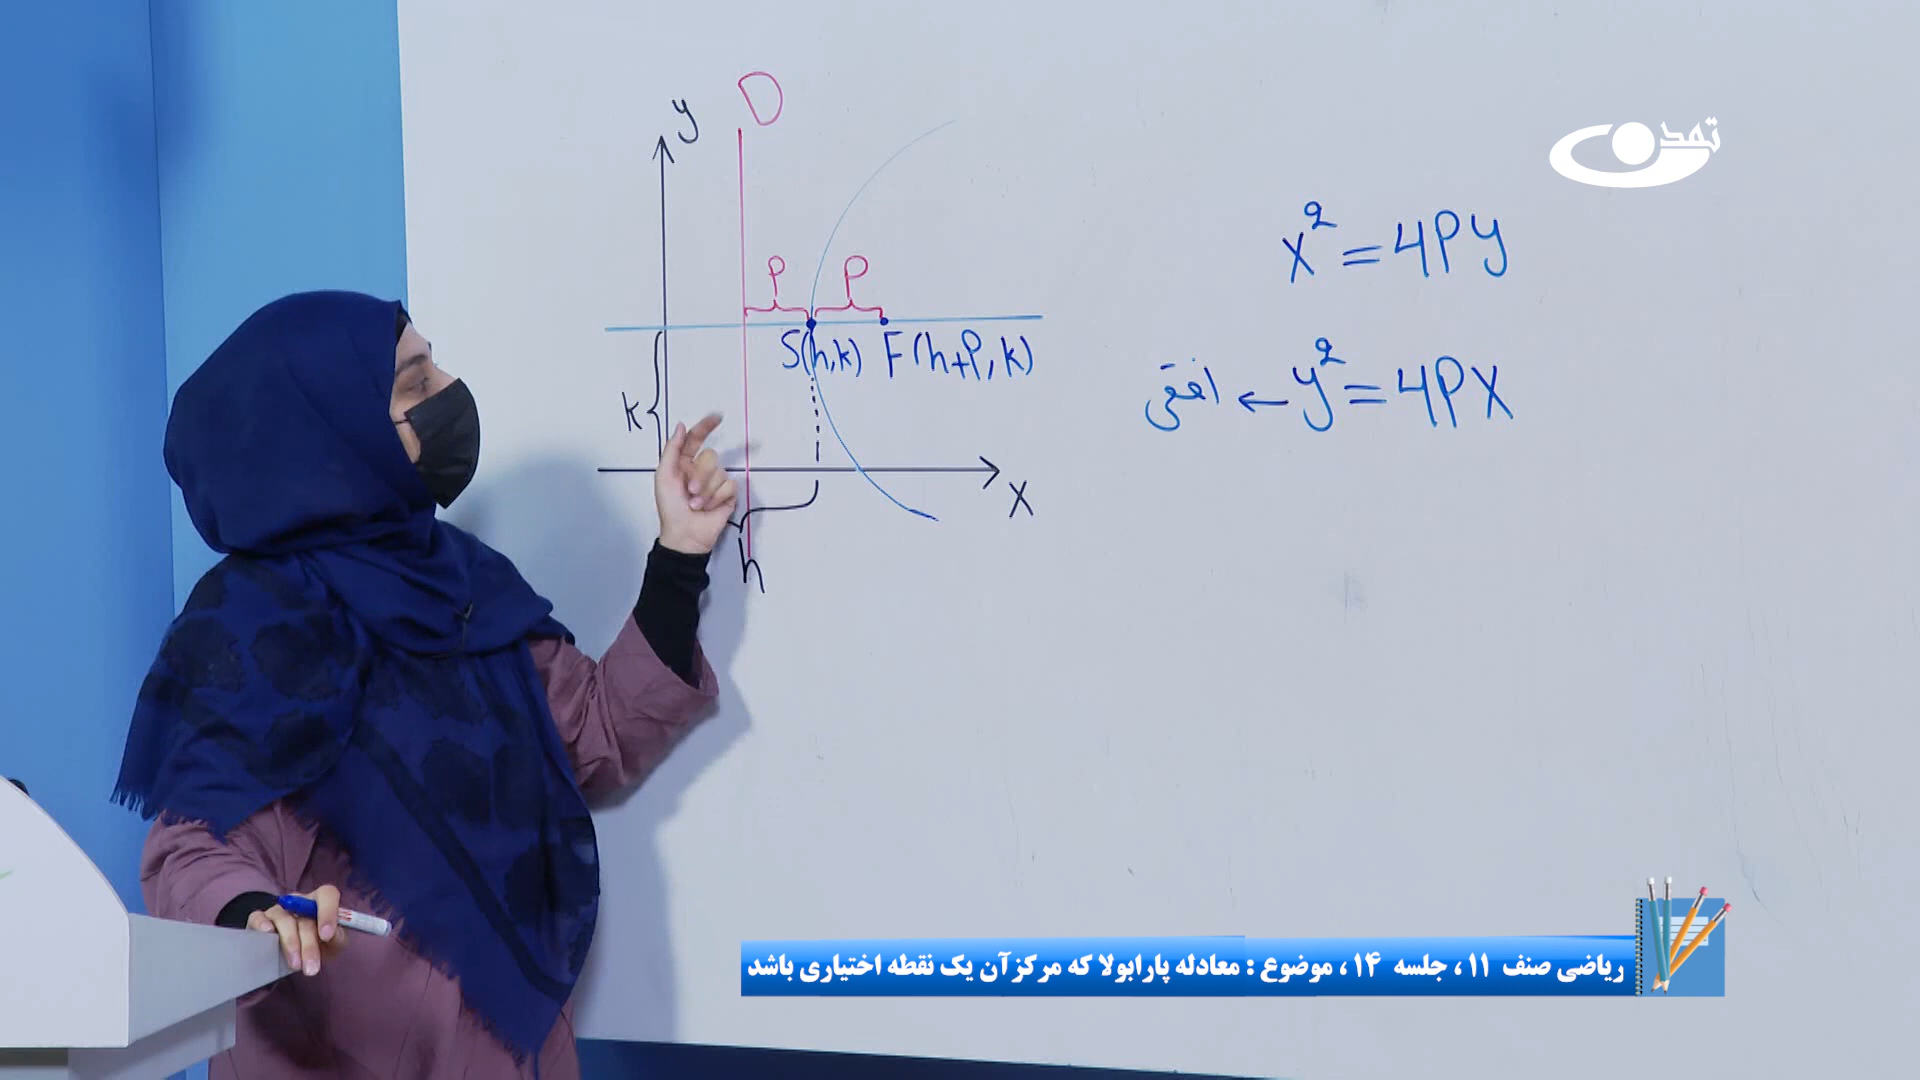 تمدن
D
y
P P
S(h,k) F(h+P,k)
k
x
h
x²=4Py
افقی ← y²=4Px
ریاضی صنف ۱۱ ، جلسه ۱۴ ، موضوع : معادله پارابولا که مرکز آن یک نقطه اختیاری باشد